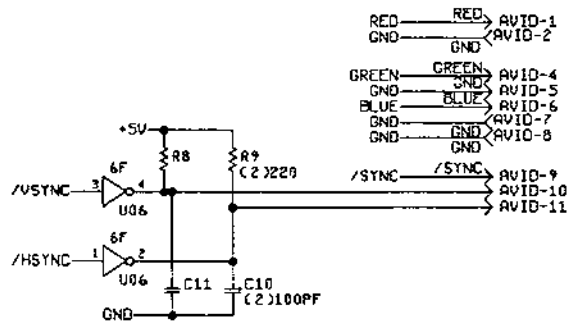 RED RED AVID-1
GND AVID-2
GND
GREEN GREEN AVID-4
GND GND AVID-5
BLUE BLUE AVID-6
GND AVID-7
GND GND AVID-8
GND
+5V
R8 R9
(2)220
/SYNC /SYNC AVID-9
6F
/VSYNC 3 4 AVID-10
U06
AVID-11
6F
/HSYNC 1 2
U06
C11 C10
(2)100PF
GND